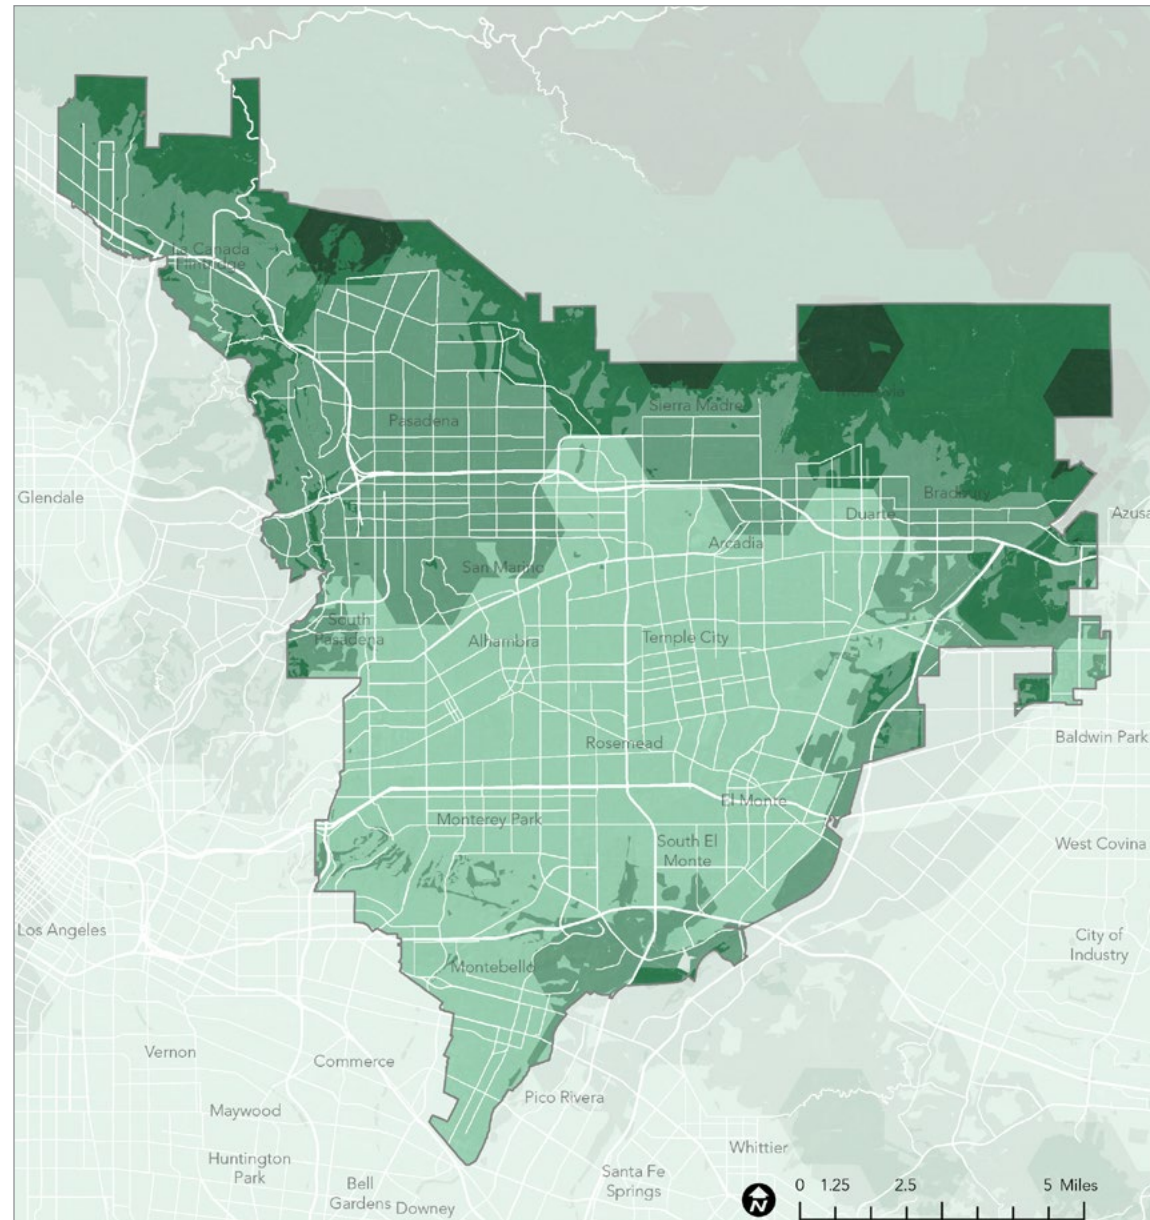 La Canada
Flintridge
Sierra Madre
Pasadena
Glendale
Bradbury
Duarte
Azusa
Arcadia
San Marino
South
Pasadena
Alhambra
Temple City
Rosemead
Baldwin Park
El Monte
Monterey Park
South El
Monte
West Covina
Los Angeles
City of
Industry
Montebello
Vernon
Commerce
Pico Rivera
Maywood
Whittier
Huntington
Park
Santa Fe
Springs
Bell
Gardens
Downey
0 1.25 2.5 5 Miles